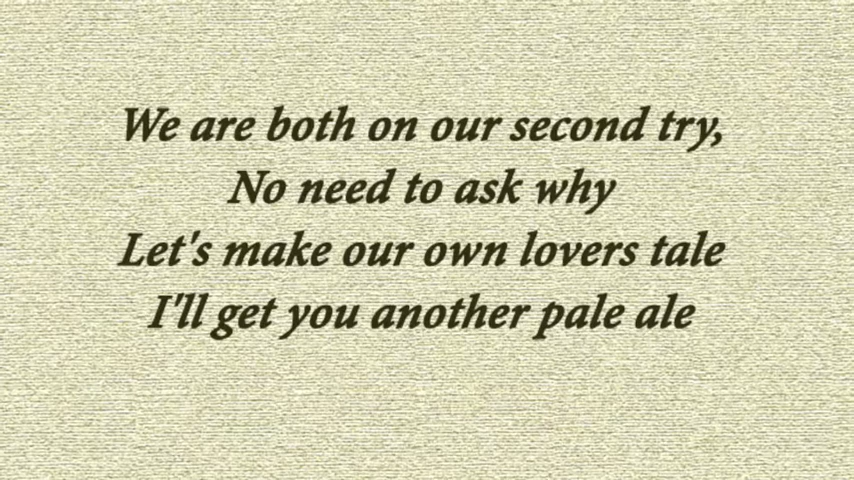 We are both on our second try,
No need to ask why
Let's make our own lovers tale
I'll get you another pale ale